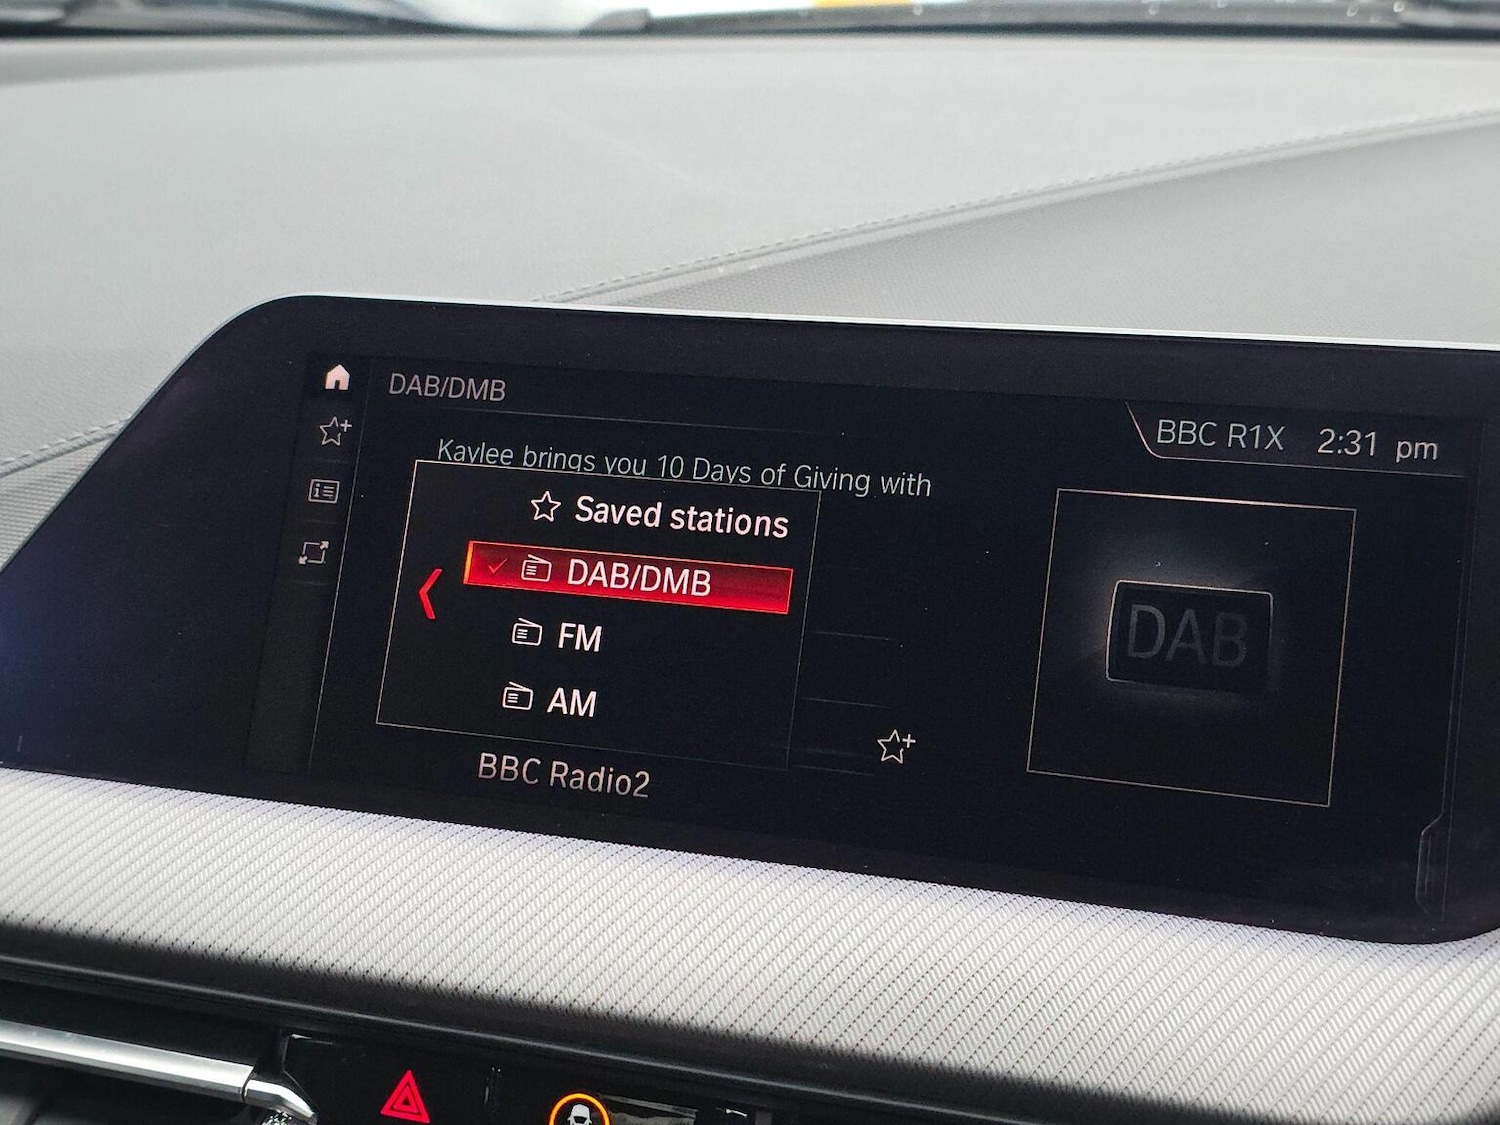 DAB/DMB
BBC R1X 2:31 pm
Kaylee brings you 10 Days of Giving with
Saved stations
DAB/DMB
FM
AM
BBC Radio2
DAB